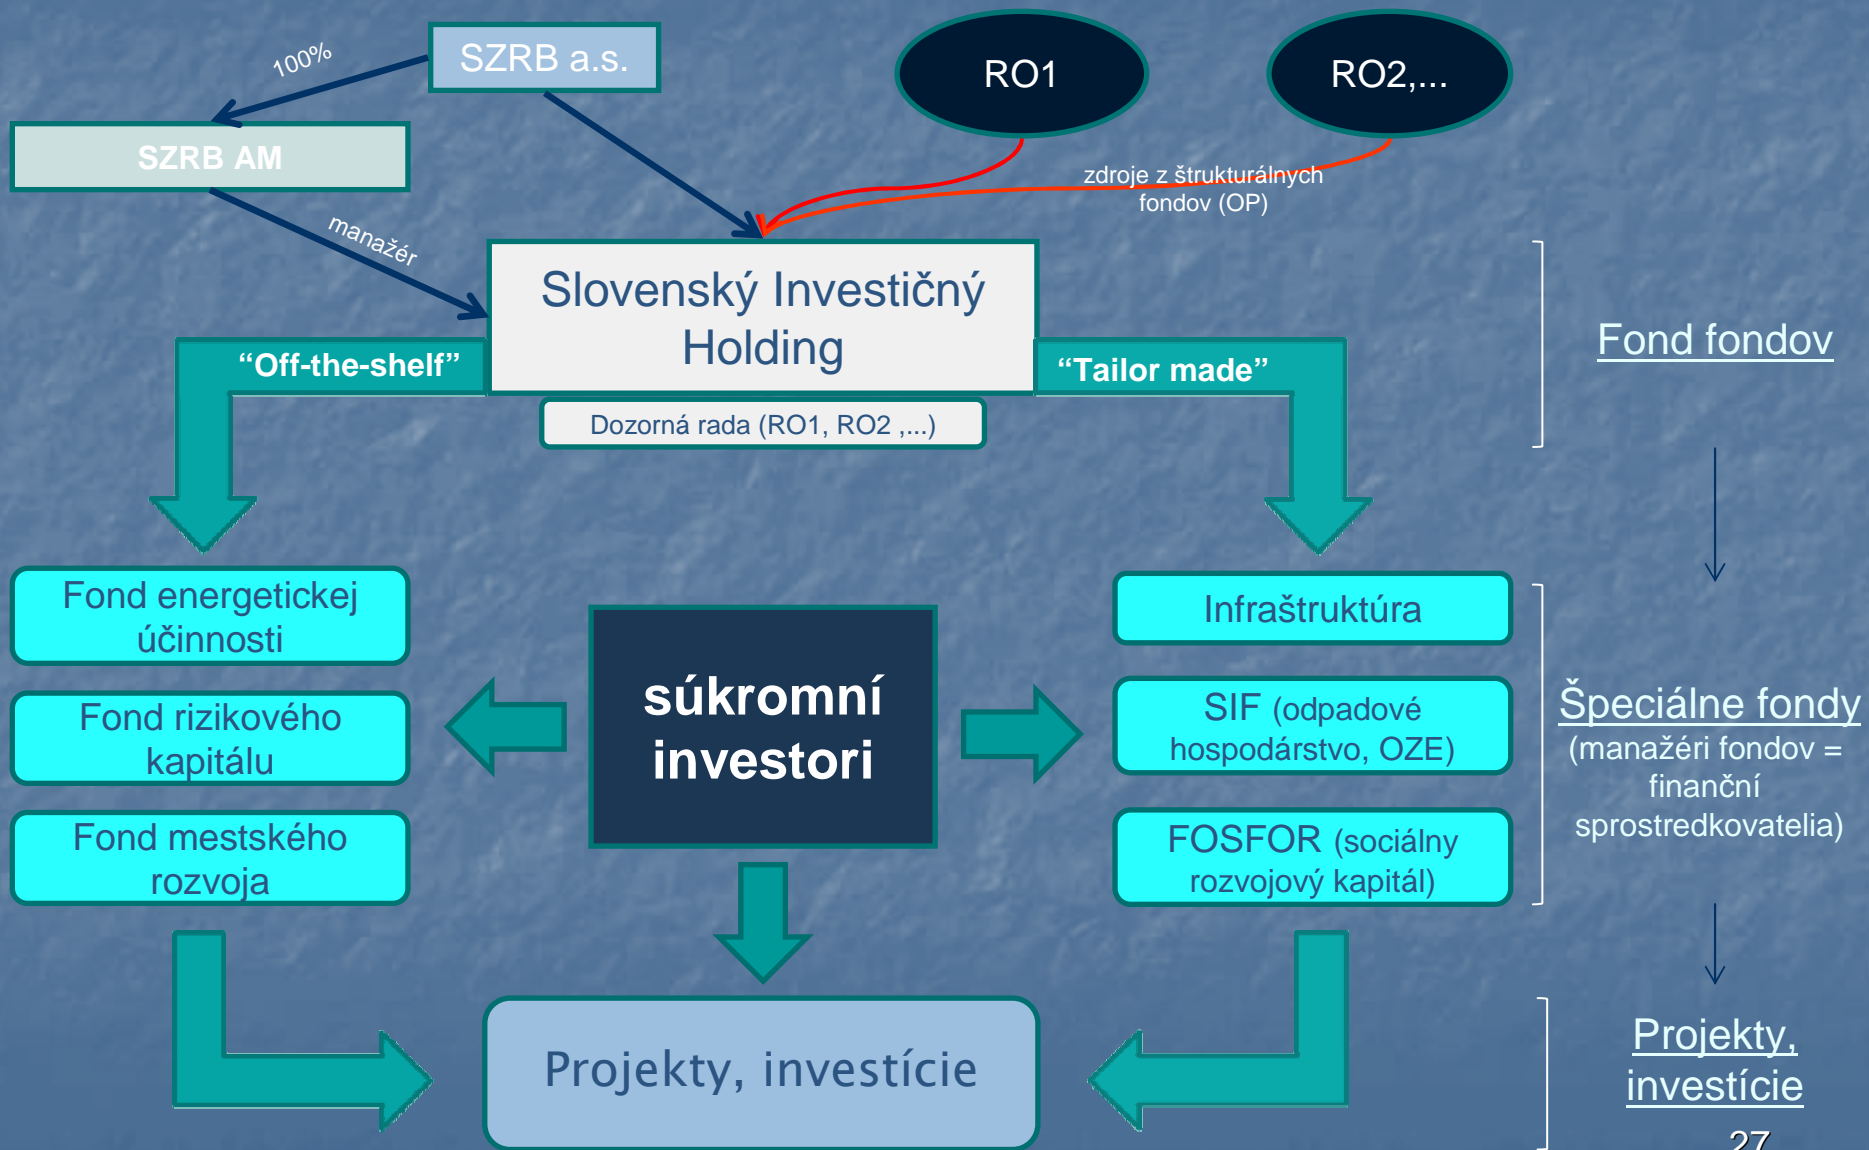 100%
SZRB a.s.
RO1
RO2,...
SZRB AM
manažér
zdroje z štrukturálnych
fondov (OP)
Slovenský Investičný
Holding
“Off-the-shelf”
“Tailor made”
Dozorná rada (RO1, RO2 ,...)
Fond fondov
Fond energetickej
účinnosti
Fond rizikového
kapitálu
Fond mestského
rozvoja
súkromní
investori
Infraštruktúra
SIF (odpadové
hospodárstvo, OZE)
FOSFOR (sociálny
rozvojový kapitál)
Špeciálne fondy
(manažéri fondov =
finanční
sprostredkovatelia)
Projekty, investície
Projekty,
investície
27